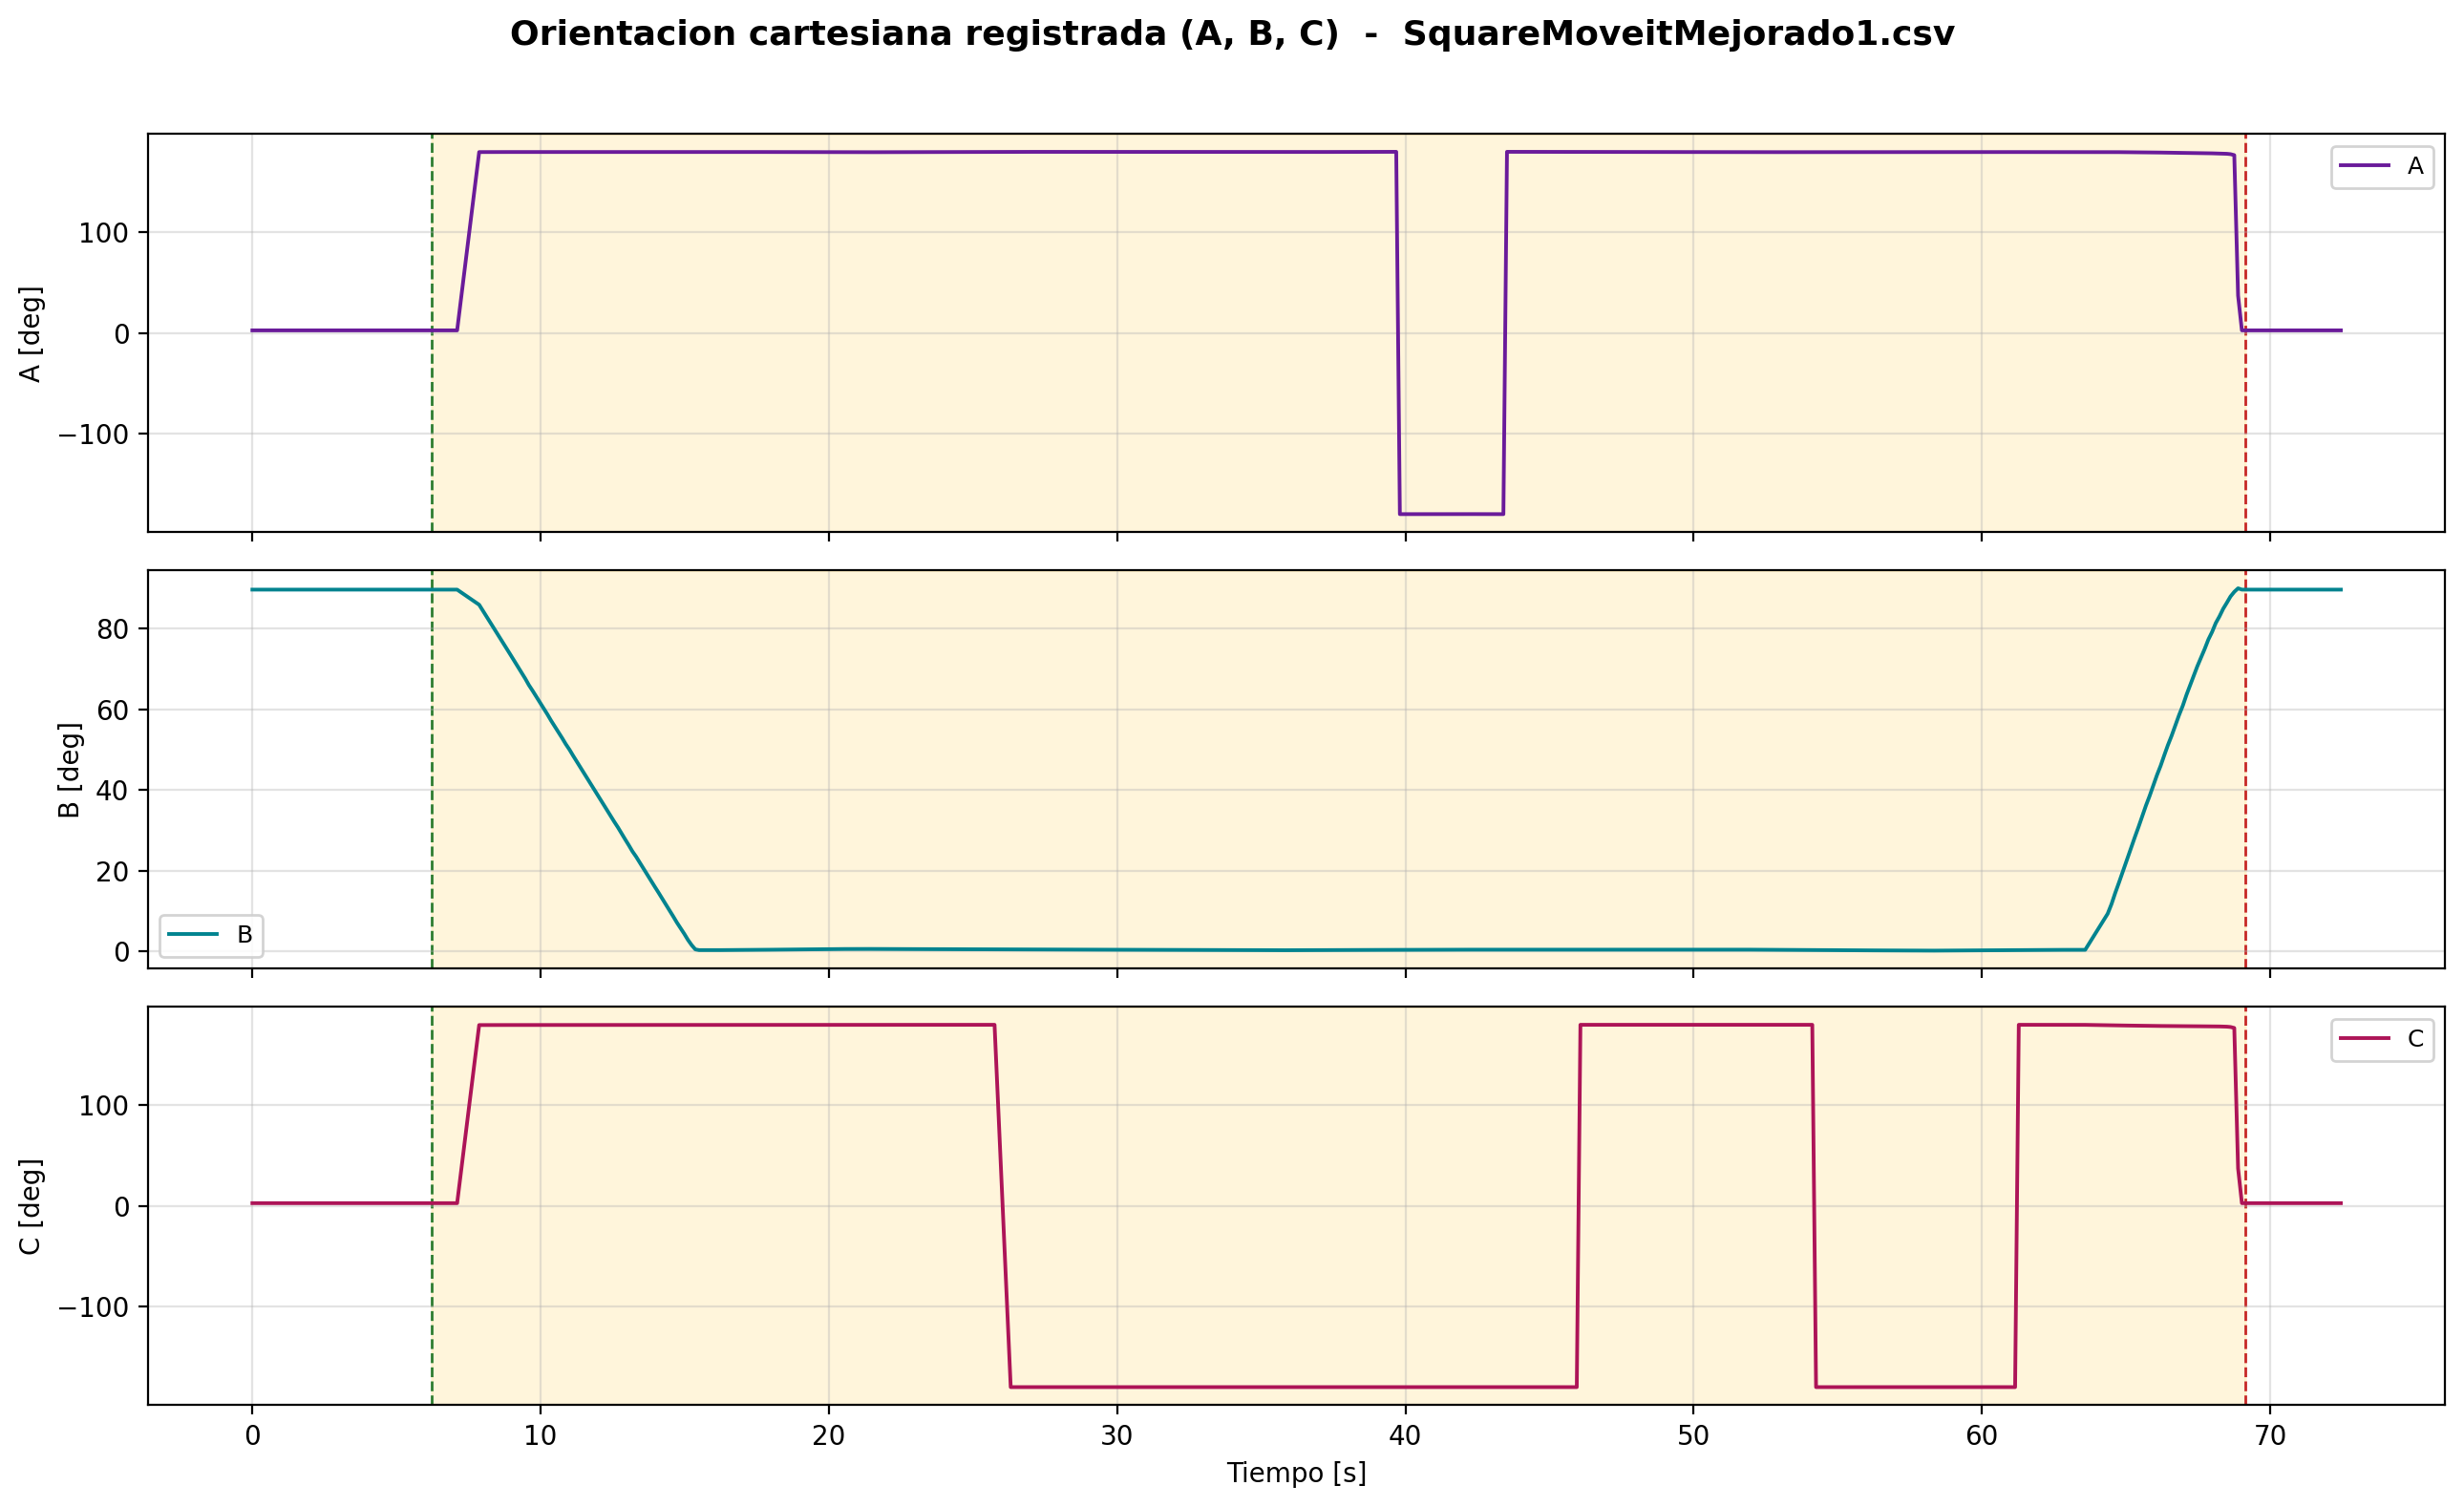 Orientacion cartesiana registrada (A, B, C)  -  SquareMoveitMejorado1.csv
A [deg]
100
0
−100
A
B [deg]
80
60
40
20
0
B
C [deg]
100
0
−100
C
0 10 20 30 40 50 60 70
Tiempo [s]